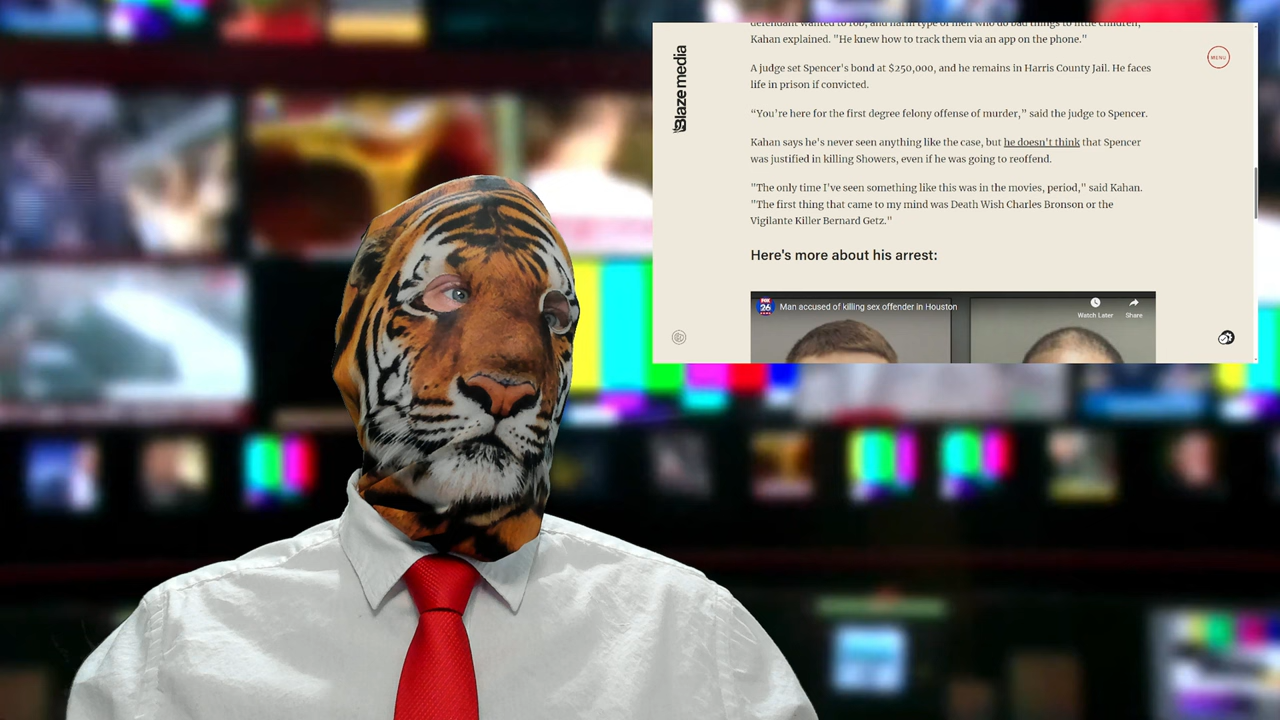 defendant wanted to rob, and harm type of men who do bad things to little children,
Kahan explained. "He knew how to track them via an app on the phone."
A judge set Spencer's bond at $250,000, and he remains in Harris County Jail. He faces
life in prison if convicted.
“You're here for the first degree felony offense of murder,” said the judge to Spencer.
Kahan says he's never seen anything like the case, but he doesn't think that Spencer
was justified in killing Showers, even if he was going to reoffend.
"The only time I've seen something like this was in the movies, period," said Kahan.
"The first thing that came to my mind was Death Wish Charles Bronson or the
Vigilante Killer Bernard Getz."
Here's more about his arrest:
FOX
26
NEWS
Man accused of killing sex offender in Houston
Watch Later
Share
Blaze media
MENU